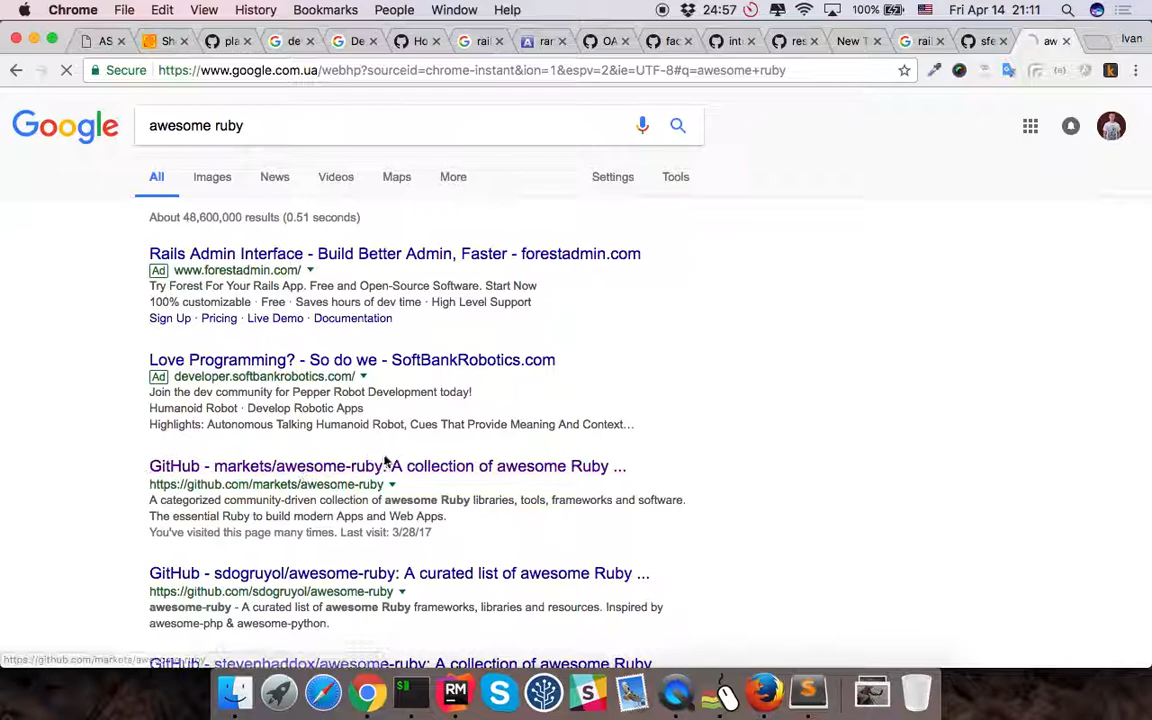 Chrome File Edit View History Bookmarks People Window Help 24:57 100% Fri Apr 14 21:11
AS Sh pla de De Ho rail rar OA fac int res New T rail sfe aw Ivan
Secure https://www.google.com.ua/webhp?sourceid=chrome-instant&ion=1&espv=2&ie=UTF-8#q=awesome+ruby
Google awesome ruby
All Images News Videos Maps More Settings Tools
About 48,600,000 results (0.51 seconds)
Rails Admin Interface - Build Better Admin, Faster - forestadmin.com
Ad www.forestadmin.com/
Try Forest For Your Rails App. Free and Open-Source Software. Start Now
100% customizable · Free · Saves hours of dev time · High Level Support
Sign Up · Pricing · Live Demo · Documentation
Love Programming? - So do we - SoftBankRobotics.com
Ad developer.softbankrobotics.com/
Join the dev community for Pepper Robot Development today!
Humanoid Robot · Develop Robotic Apps
Highlights: Autonomous Talking Humanoid Robot, Cues That Provide Meaning And Context…
GitHub - markets/awesome-ruby: A collection of awesome Ruby ...
https://github.com/markets/awesome-ruby
A categorized community-driven collection of awesome Ruby libraries, tools, frameworks and software.
The essential Ruby to build modern Apps and Web Apps.
You've visited this page many times. Last visit: 3/28/17
GitHub - sdogruyol/awesome-ruby: A curated list of awesome Ruby ...
https://github.com/sdogruyol/awesome-ruby
awesome-ruby - A curated list of awesome Ruby frameworks, libraries and resources. Inspired by
awesome-php & awesome-python.
GitHub - stevenhaddox/awesome-ruby: A collection of awesome Ruby
https://github.com/markets/awesome-ruby
RM